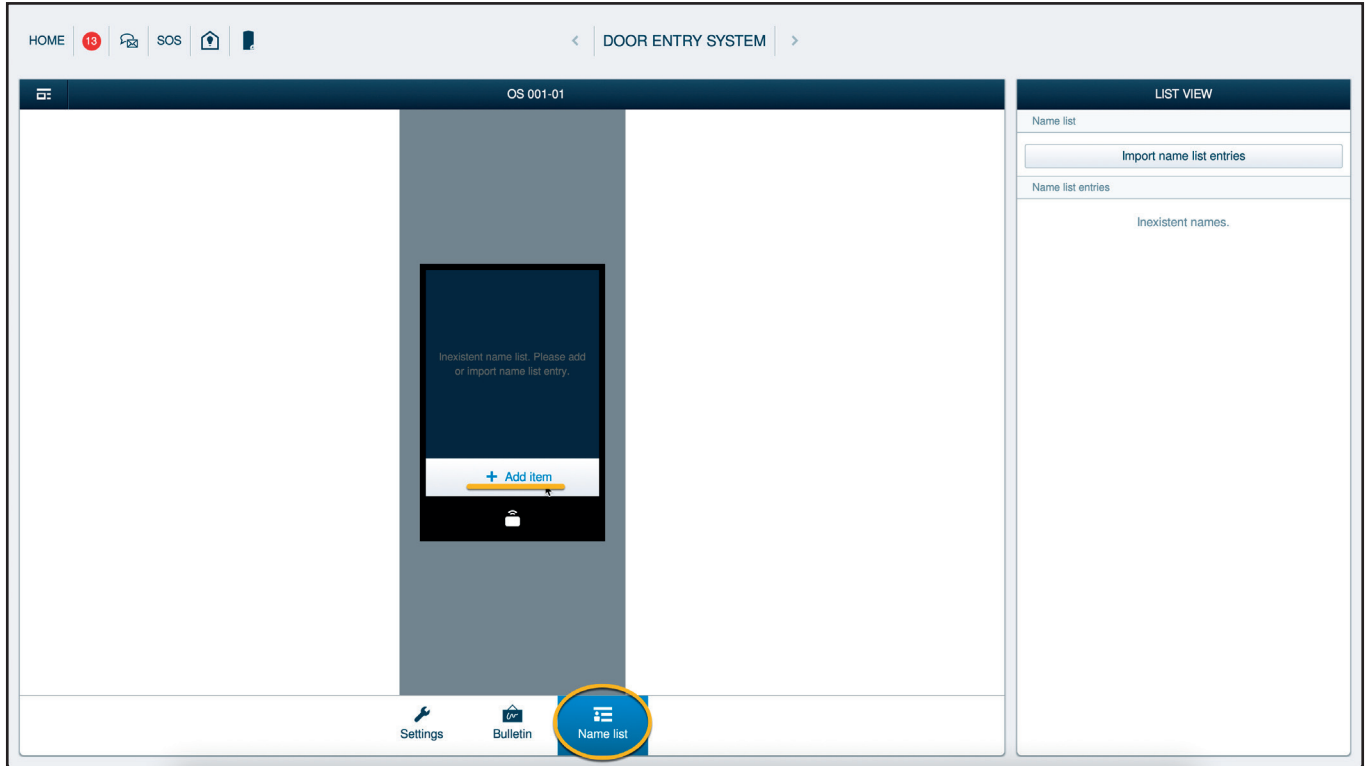 HOME 13 SOS < DOOR ENTRY SYSTEM >
OS 001-01
LIST VIEW
Name list
Import name list entries
Name list entries
Inexistent names.
Inexistent name list. Please add
or import name list entry.
+ Add item
Settings Bulletin Name list